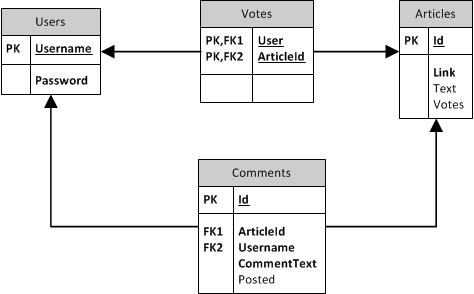 Users
PK Username
Password
Votes
PK,FK1 User
PK,FK2 ArticleId
Articles
PK Id
Link
Text
Votes
Comments
PK Id
FK1 ArticleId
FK2 Username
CommentText
Posted